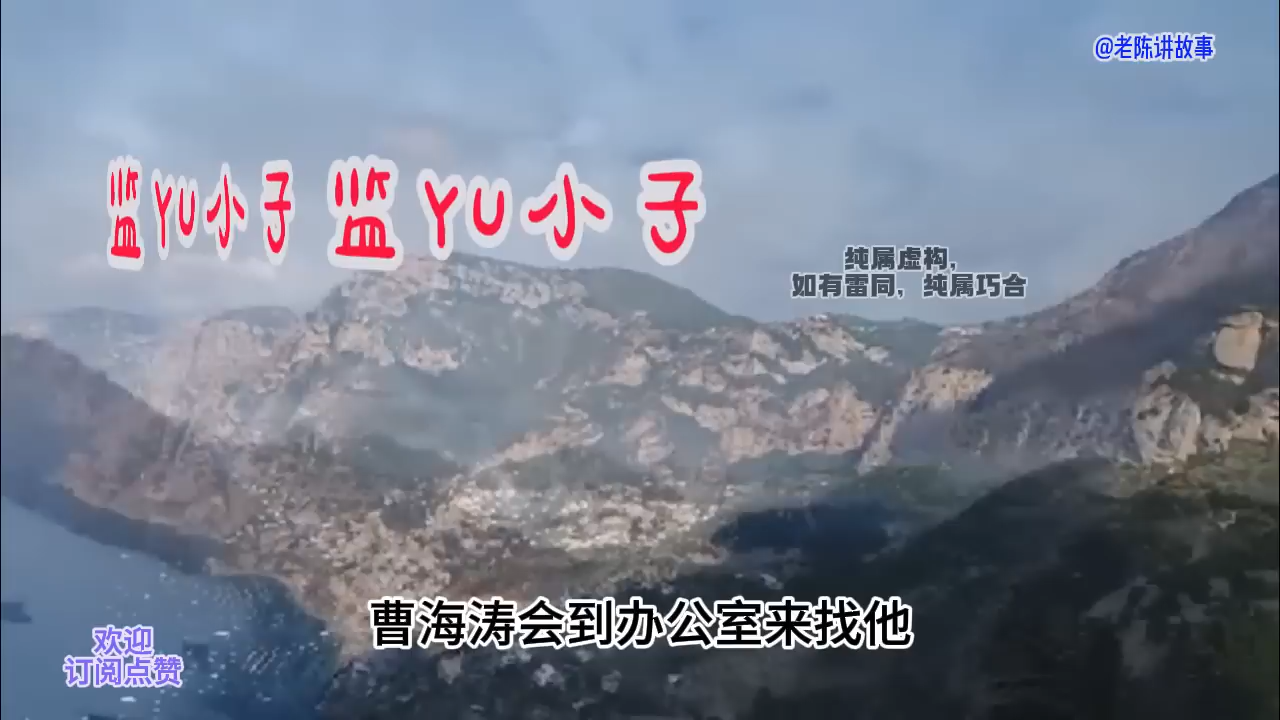 @老陈讲故事
监YU小子 监YU小子
纯属虚构,
如有雷同,纯属巧合
曹海涛会到办公室来找他
欢迎
订阅点赞